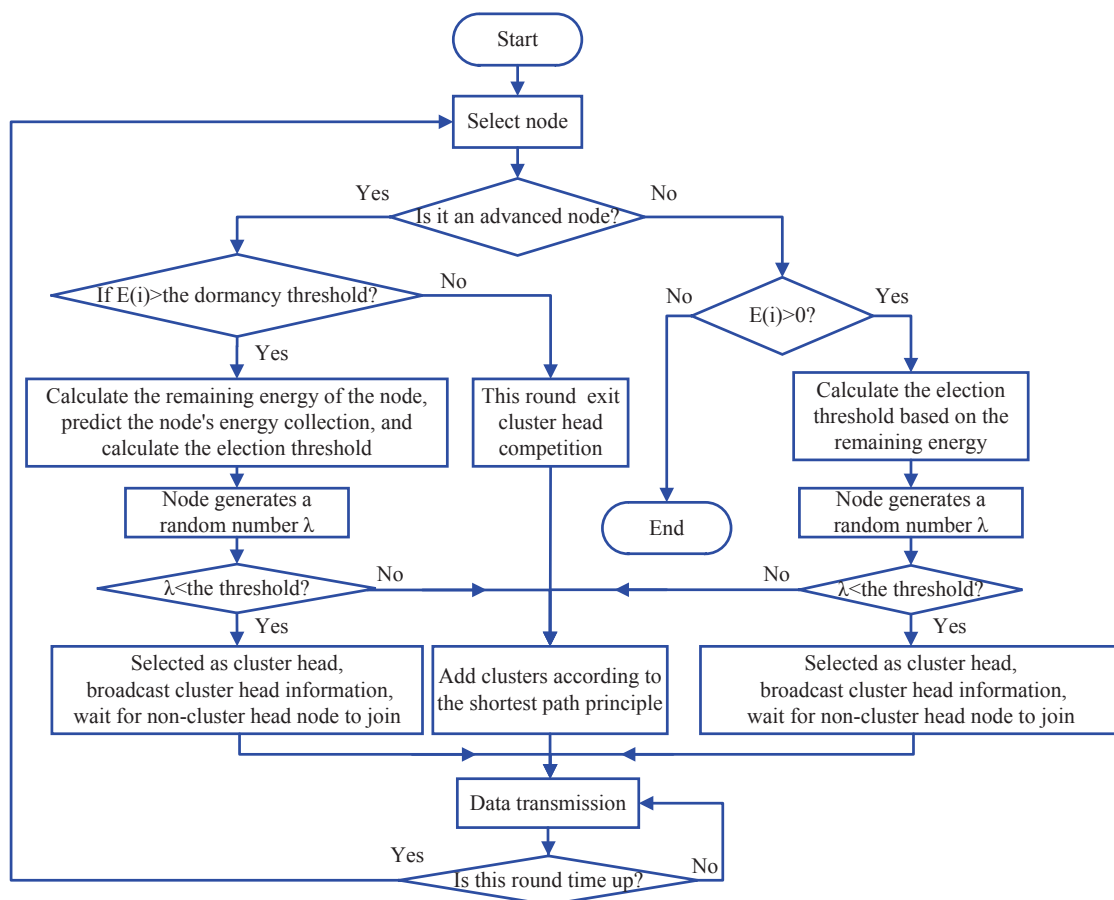 Start
Select node
Yes
No
Is it an advanced node?
If E(i)>the dormancy threshold?
No
No
E(i)>0?
Yes
Yes
Calculate the remaining energy of the node,
predict the node's energy collection, and
calculate the election threshold
This round exit
cluster head
competition
Calculate the election
threshold based on the
remaining energy
Node generates a
random number λ
End
Node generates a
random number λ
λ<the threshold?
No
No
λ<the threshold?
Yes
Yes
Selected as cluster head,
broadcast cluster head information,
wait for non-cluster head node to join
Add clusters according to
the shortest path principle
Selected as cluster head,
broadcast cluster head information,
wait for non-cluster head node to join
Data transmission
Yes
No
Is this round time up?